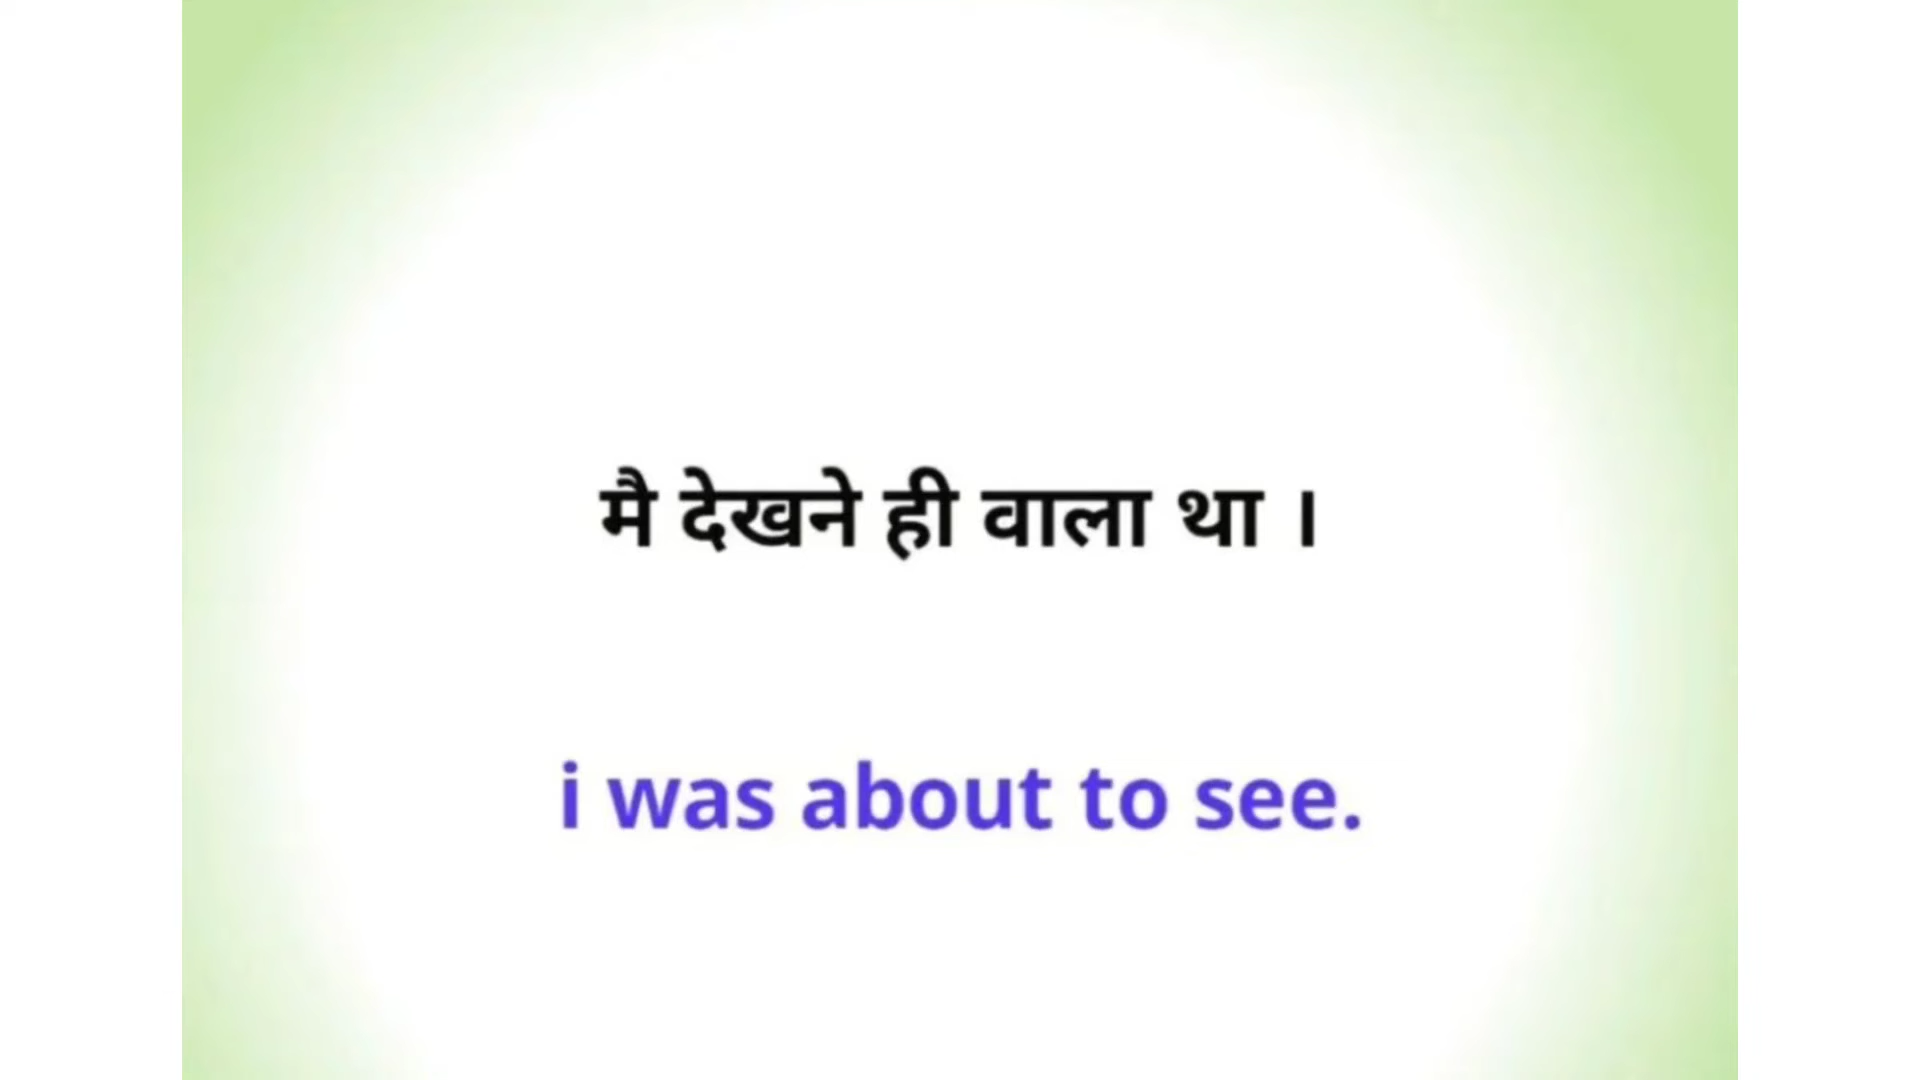 मै देखने ही वाला था ।
i was about to see.